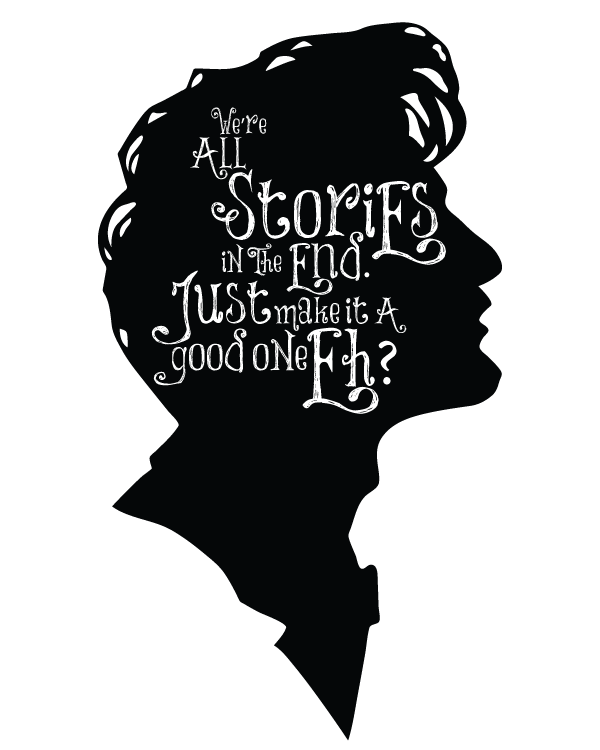 We're
ALL
StoriEs
iN The End.
Just make it A
good oNe Eh?